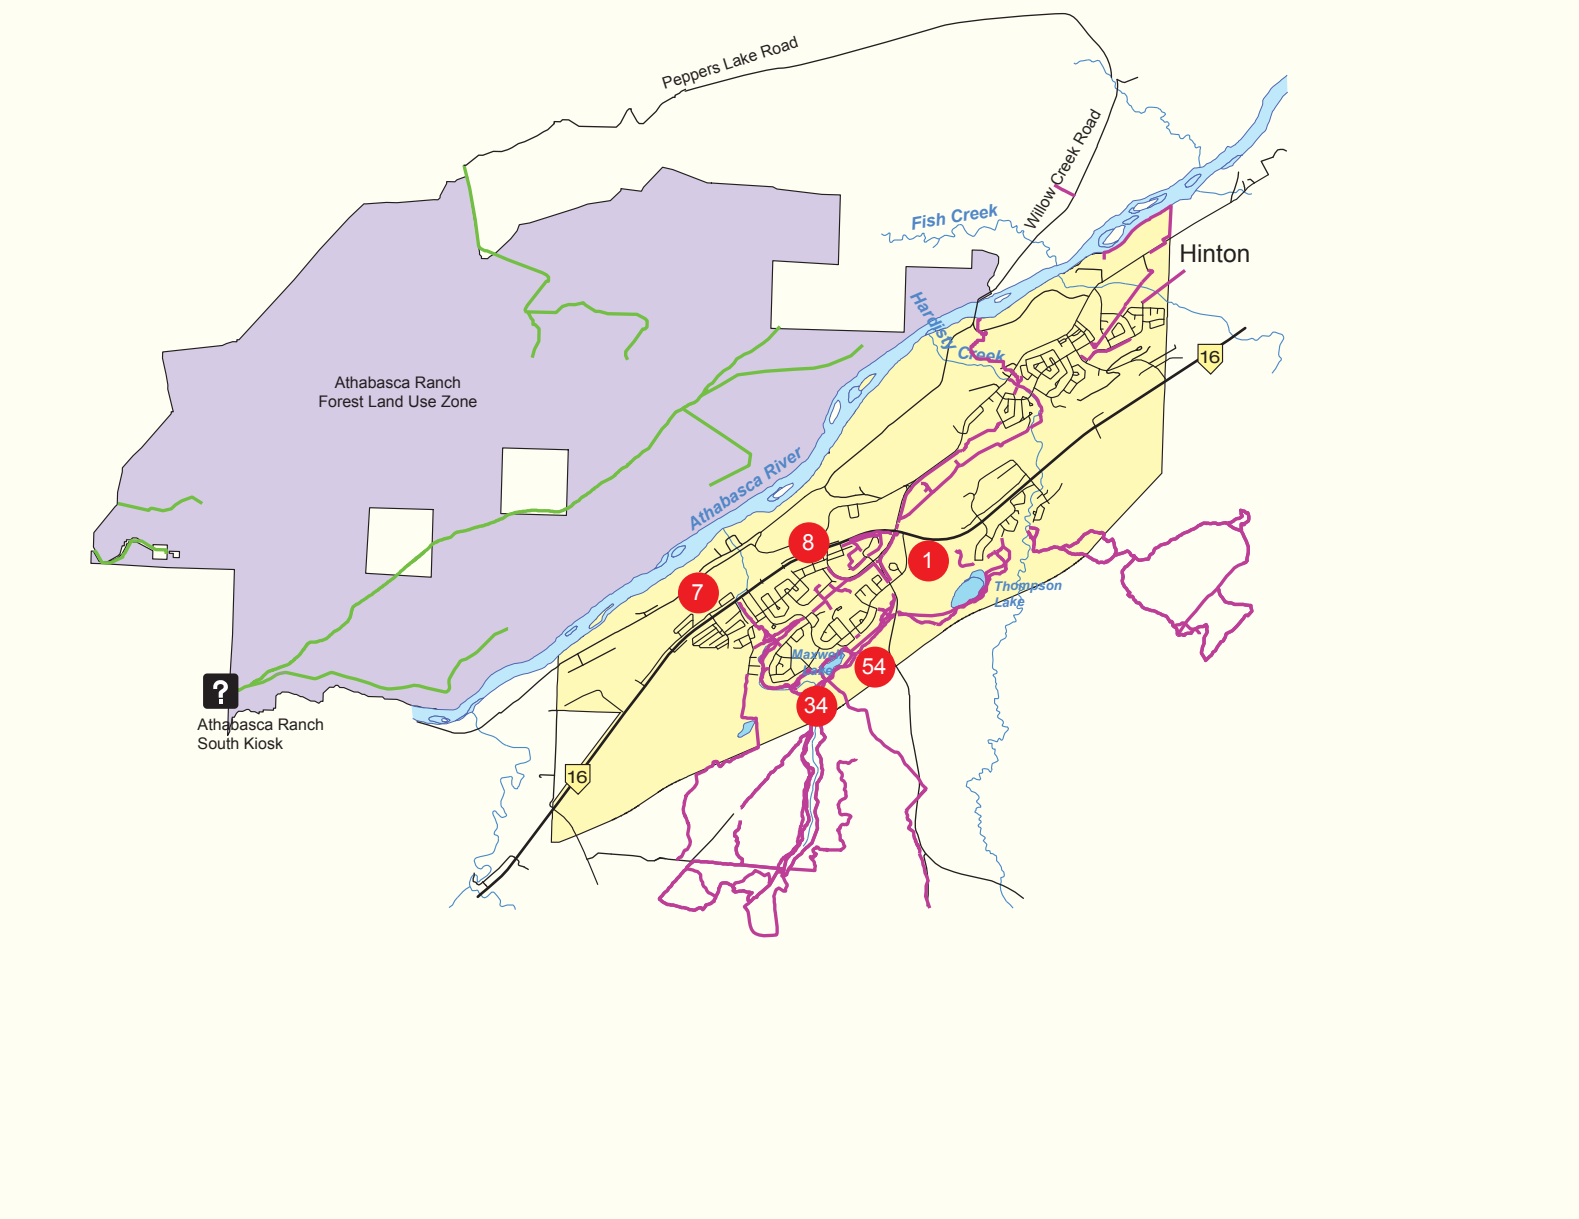 Peppers Lake Road
Willow Creek Road
Fish Creek
Hinton
Hardisty Creek
16
Athabasca Ranch
Forest Land Use Zone
Athabasca River
8
1
7
Thompson
Lake
Maxwell
Lake
54
34
?
Athabasca Ranch
South Kiosk
16